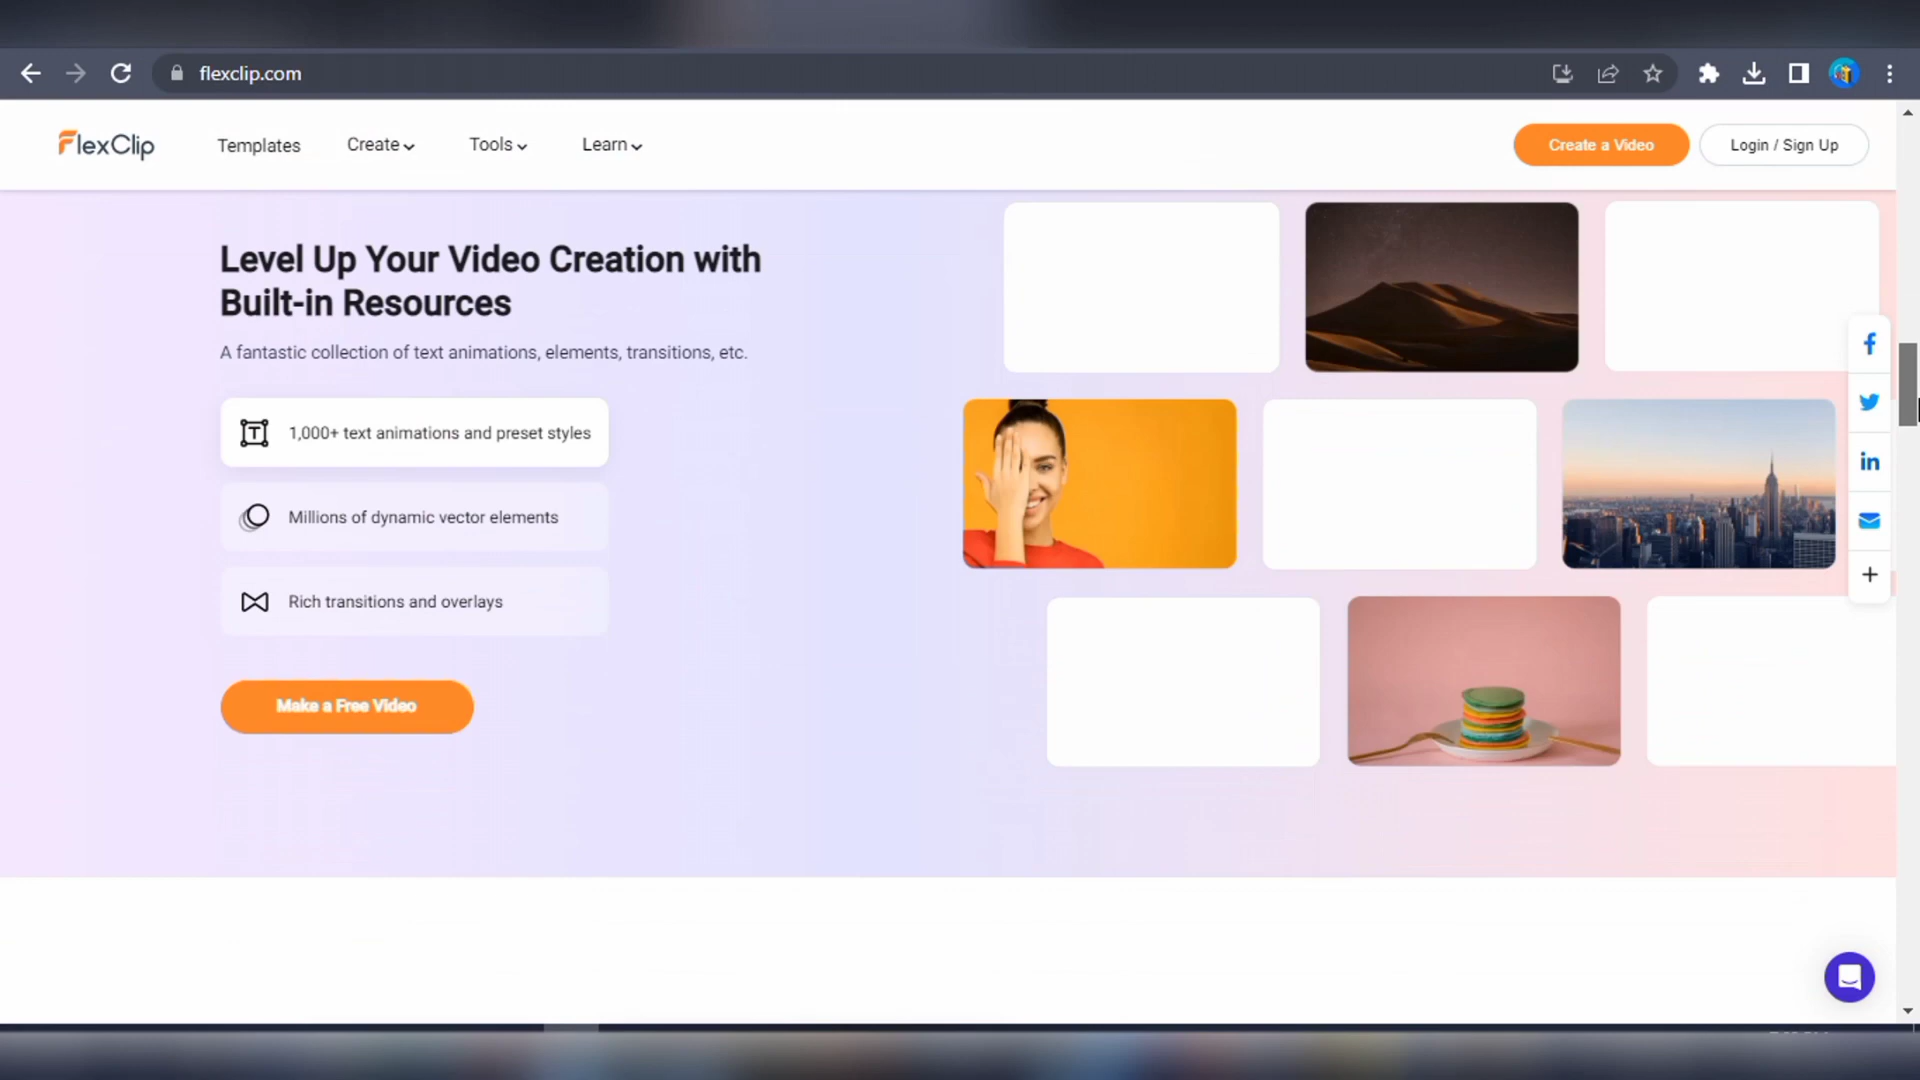 flexclip.com
FlexClip
Templates
Create
Tools
Learn
Create a Video
Login / Sign Up
Level Up Your Video Creation with
Built-in Resources
A fantastic collection of text animations, elements, transitions, etc.
T
1,000+ text animations and preset styles
Millions of dynamic vector elements
Rich transitions and overlays
Make a Free Video
f
in